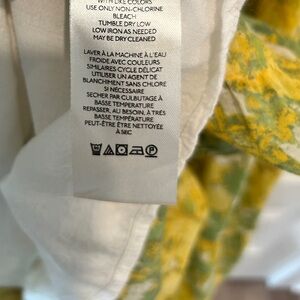 WITH LIKE COLORS
USE ONLY NON-CHLORINE
BLEACH
TUMBLE DRY LOW
LOW IRON AS NEEDED
MAY BE DRY CLEANED
LAVER À LA MACHINE À L'EAU
FROIDE AVEC COULEURS
SIMILAIRES CYCLE DÉLICAT
UTILISER UN AGENT DE
BLANCHIMENT SANS CHLORE
SI NÉCESSAIRE
SECHER PAR CULBUTAGE À
BASSE TEMPÉRATURE
REPASSER, AU BESOIN, À TRÈS
BASSE TEMPÉRATURE
PEUT-ÊTRE ÊTRE NETTOYÉE
À SEC